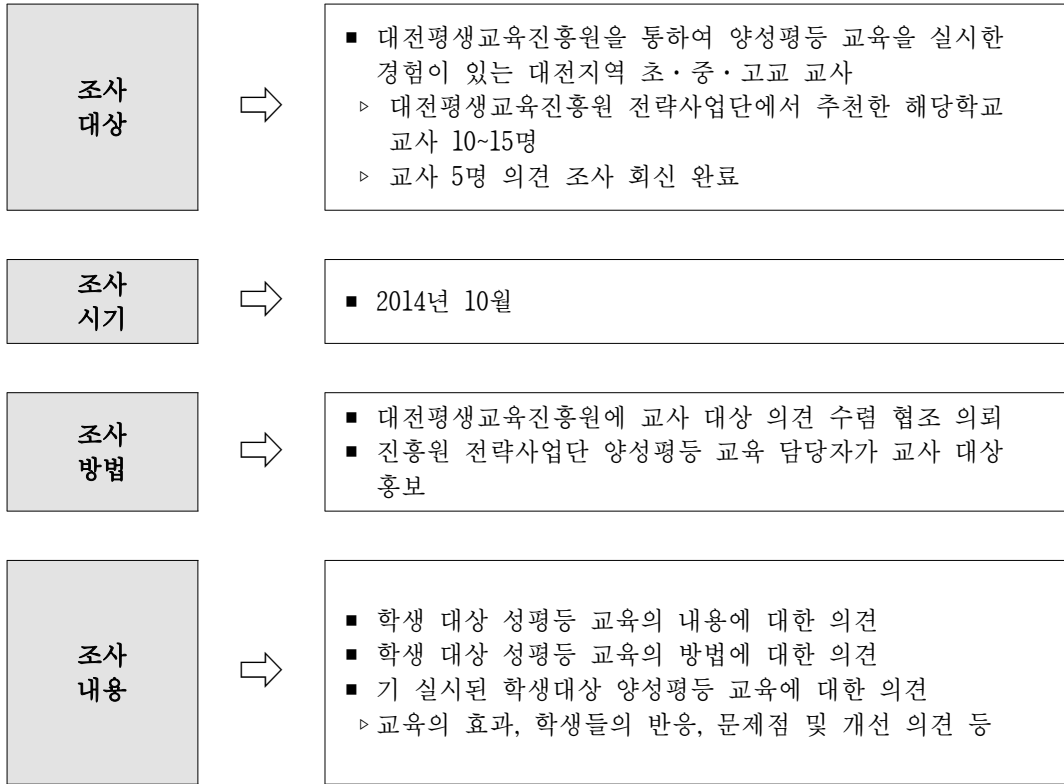 조사
대상
■ 대전평생교육진흥원을 통하여 양성평등 교육을 실시한
경험이 있는 대전지역 초・중・고교 교사
▹ 대전평생교육진흥원 전략사업단에서 추천한 해당학교
교사 10~15명
▹ 교사 5명 의견 조사 회신 완료
조사
시기
■ 2014년 10월
조사
방법
■ 대전평생교육진흥원에 교사 대상 의견 수렴 협조 의뢰
■ 진흥원 전략사업단 양성평등 교육 담당자가 교사 대상
홍보
조사
내용
■ 학생 대상 성평등 교육의 내용에 대한 의견
■ 학생 대상 성평등 교육의 방법에 대한 의견
■ 기 실시된 학생대상 양성평등 교육에 대한 의견
▹교육의 효과, 학생들의 반응, 문제점 및 개선 의견 등